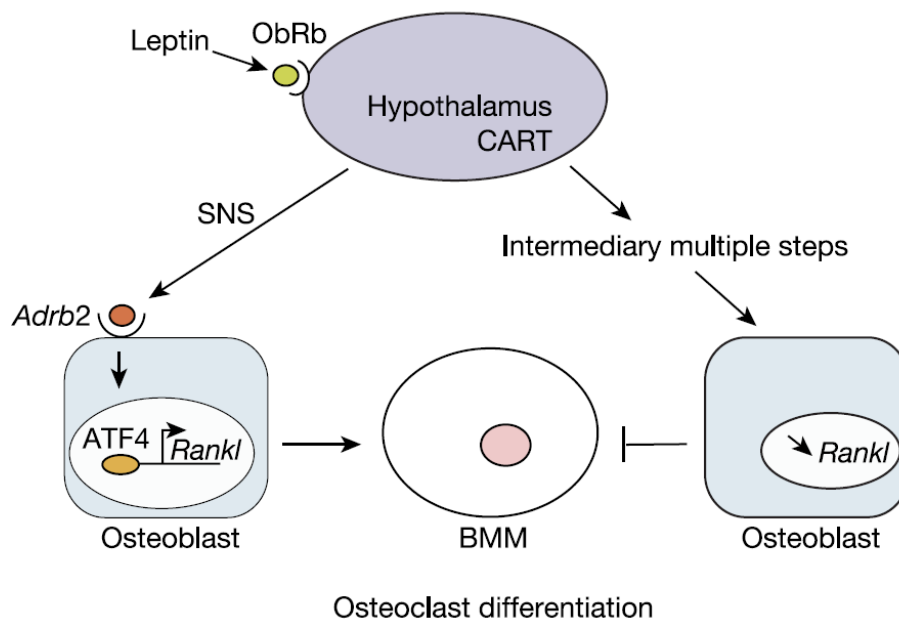 Leptin
ObRb
Hypothalamus
CART
SNS
Intermediary multiple steps
Adrb2
ATF4
Rankl
Rankl
Osteoblast
BMM
Osteoblast
Osteoclast differentiation